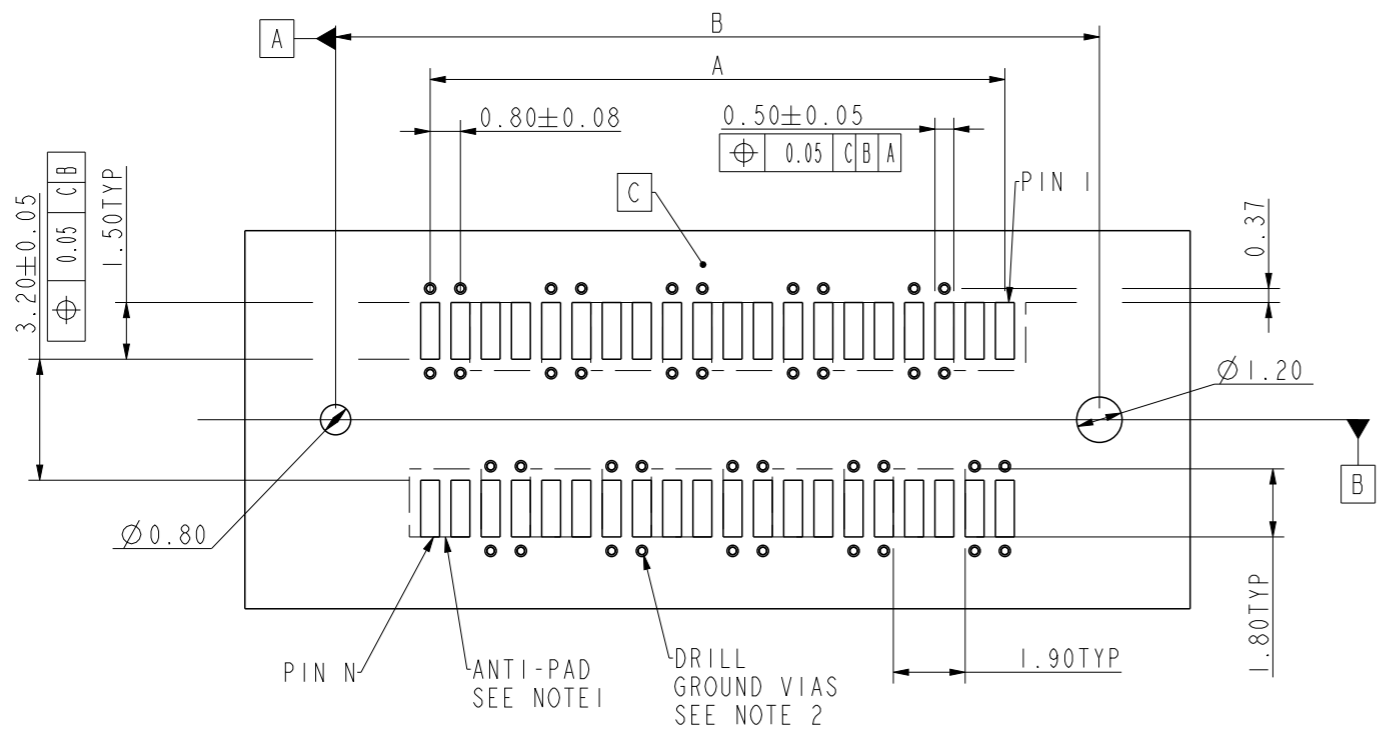 A
B
A
0.80±0.08
0.50±0.05
⌖ 0.05 C B A
PIN 1
C
3.20±0.05
⌖ 0.05 C B
1.50TYP
0.37
Ø1.20
B
Ø0.80
1.80TYP
1.90TYP
PIN N
ANTI-PAD
SEE NOTE1
DRILL
GROUND VIAS
SEE NOTE 2